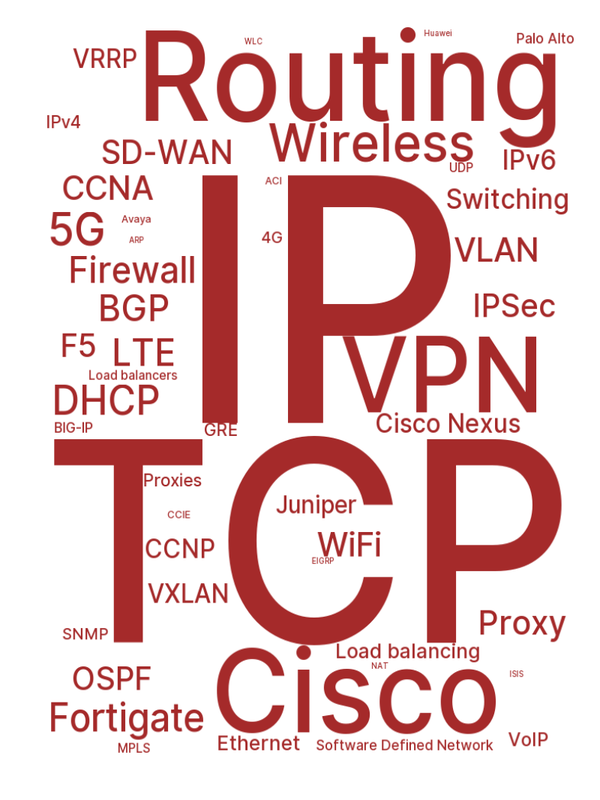 Huawei
WLC
Palo Alto
VRRP
Routing
IPv4
Wireless
SD-WAN
UDP
IPv6
CCNA
ACI
Switching
5G
Avaya
ARP
4G
VLAN
IP
Firewall
BGP
IPSec
F5
LTE
VPN
Load balancers
DHCP
BIG-IP
GRE
Cisco Nexus
TCP
Proxies
Juniper
CCIE
CCNP
WiFi
EIGRP
VXLAN
Proxy
SNMP
Load balancing
NAT
ISIS
OSPF
Cisco
Fortigate
MPLS
Ethernet
Software Defined Network
VoIP